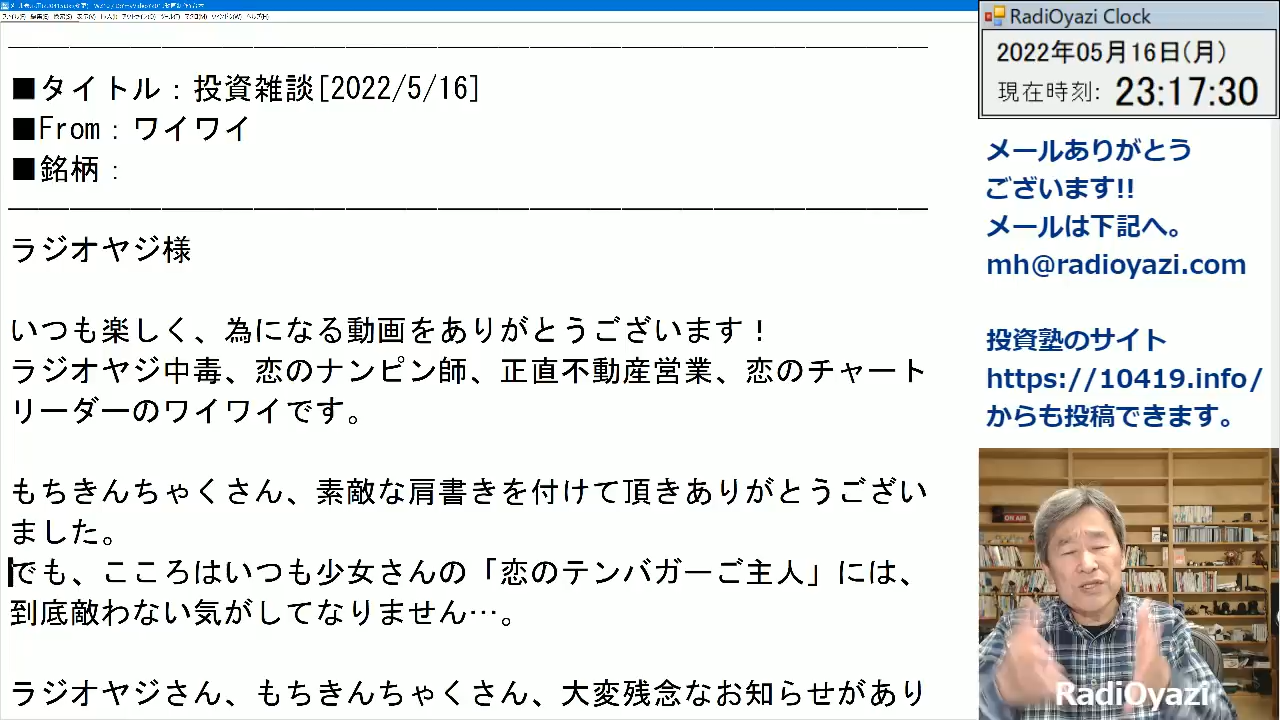 ■タイトル：投資雑談[2022/5/16]
■From：ワイワイ
■銘柄：
ラジオヤジ様
いつも楽しく、為になる動画をありがとうございます！
ラジオヤジ中毒、恋のナンピン師、正直不動産営業、恋のチャート
リーダーのワイワイです。
もちきんちゃくさん、素敵な肩書きを付けて頂きありがとうござい
ました。
でも、こころはいつも少女さんの「恋のテンバガーご主人」には、
到底敵わない気がしてなりません…。
ラジオヤジさん、もちきんちゃくさん、大変残念なお知らせがあり
RadiOyazi Clock
2022年05月16日(月)
現在時刻: 23:17:30
メールありがとう
ございます!!
メールは下記へ。
mh@radioyazi.com
投資塾のサイト
https://10419.info/
からも投稿できます。
ON AIR
RadiOyazi